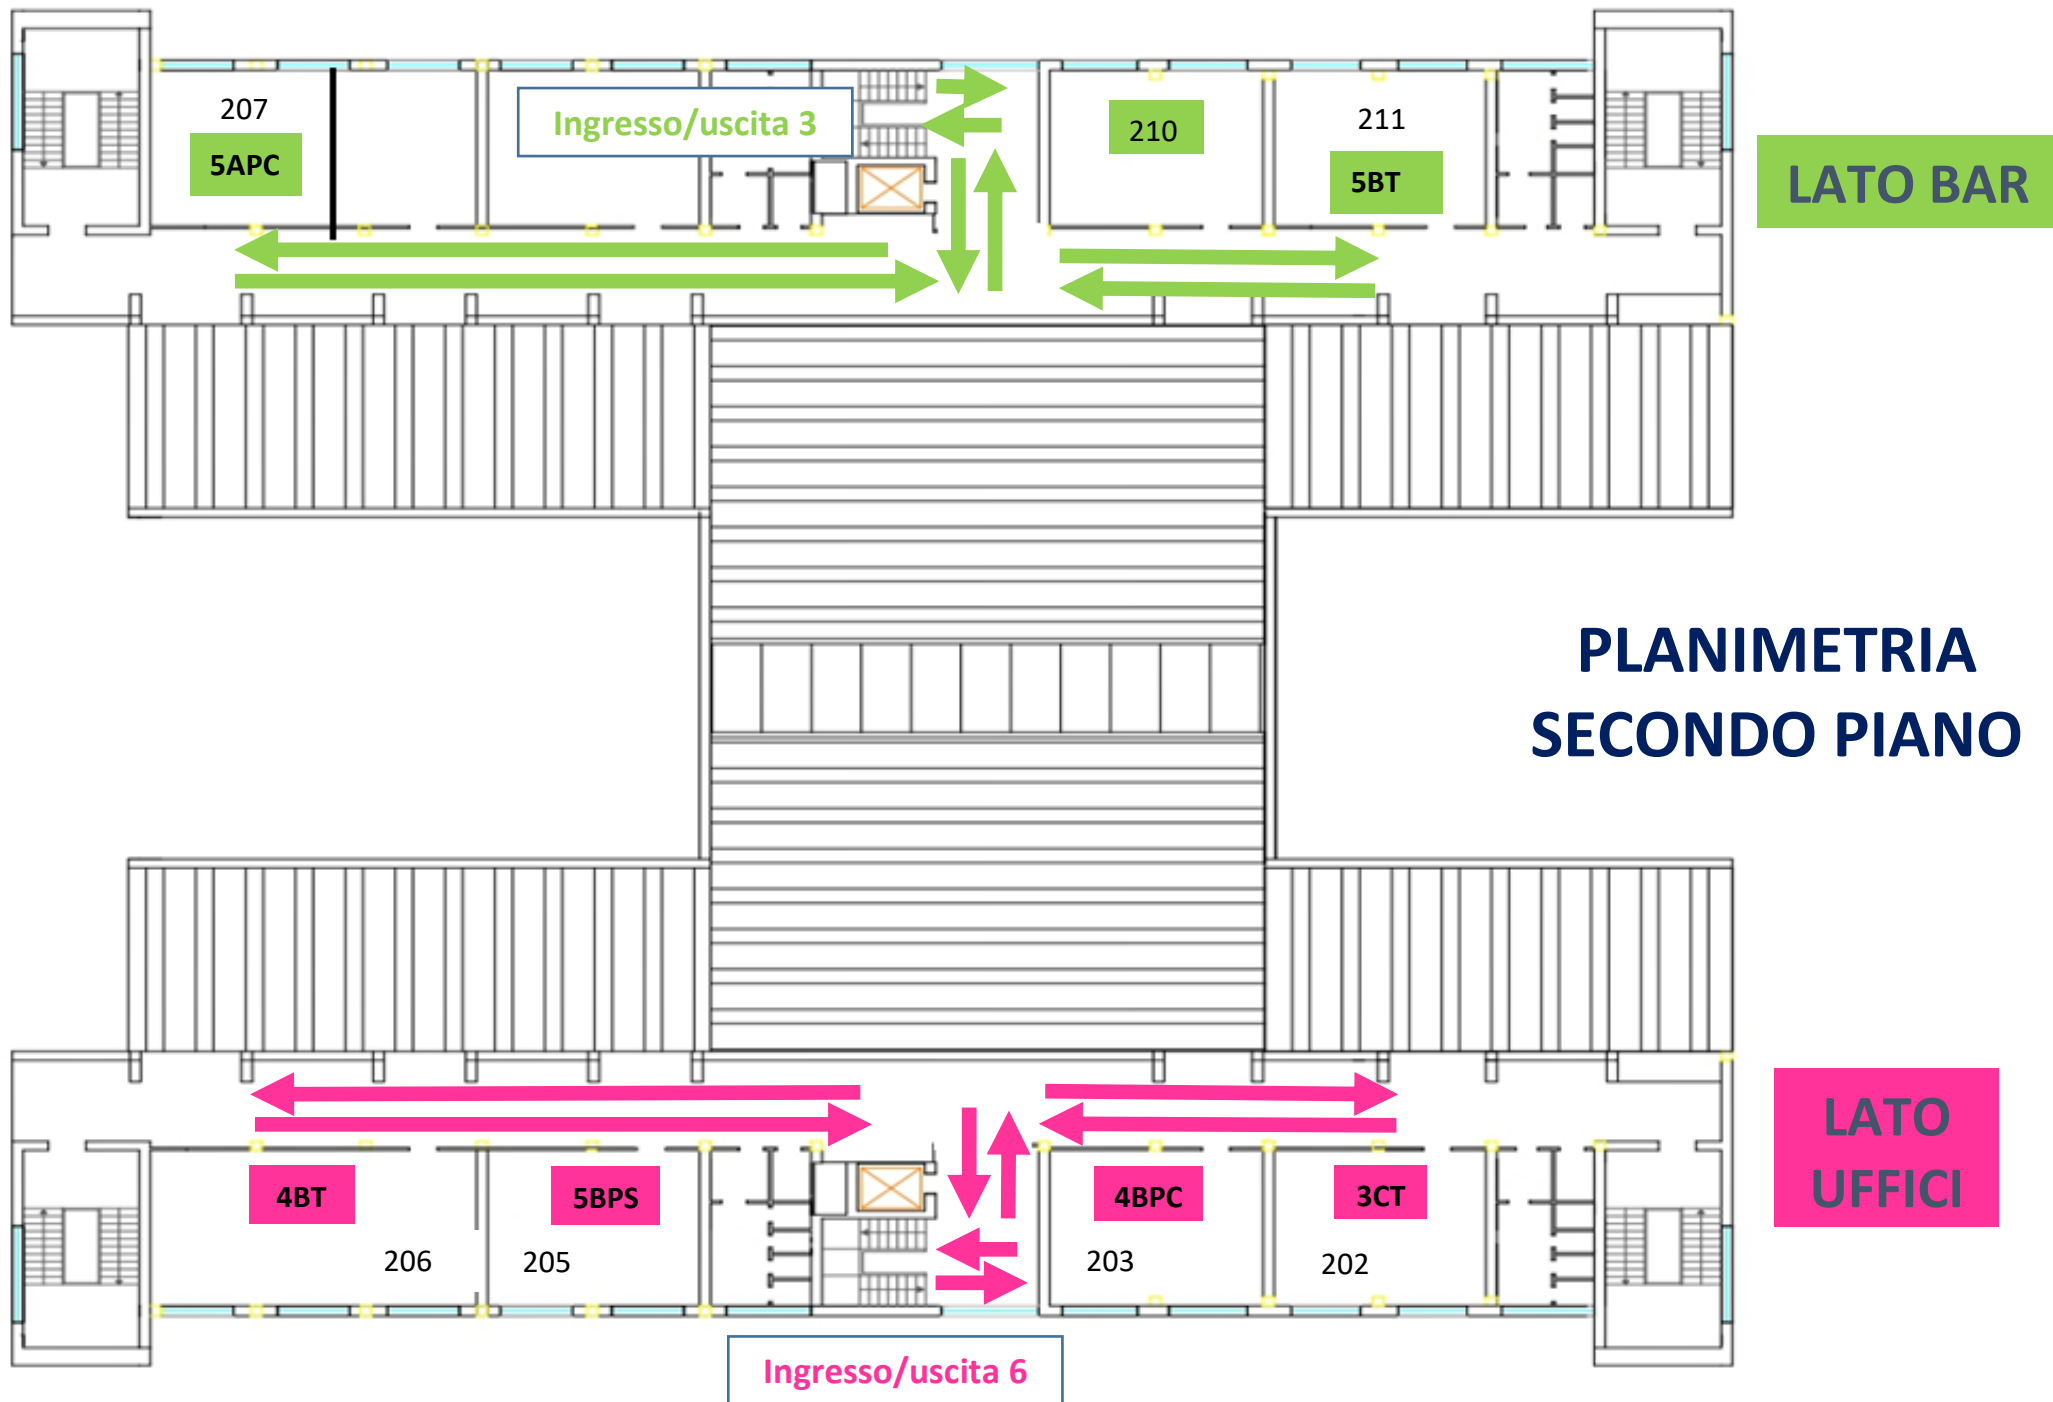 207
5APC
Ingresso/uscita 3
210
211
5BT
LATO BAR
PLANIMETRIA
SECONDO PIANO
4BT
206
5BPS
205
4BPC
203
3CT
202
LATO
UFFICI
Ingresso/uscita 6